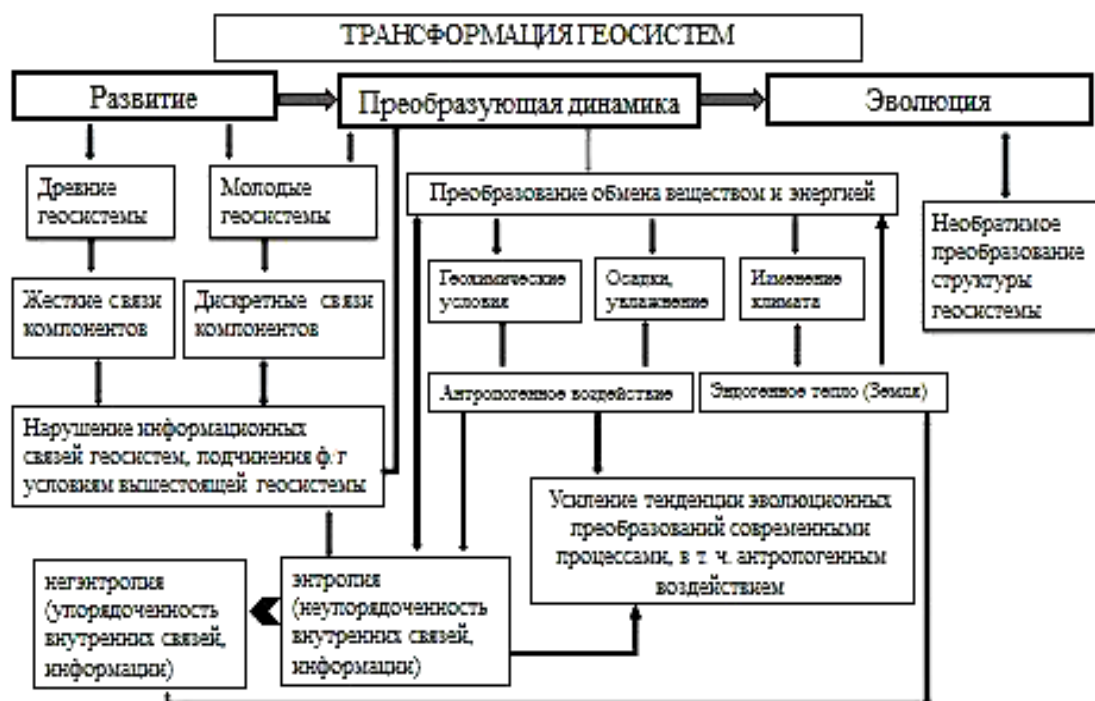 ТРАНСФОРМАЦИЯ ГЕОСИСТЕМ
Развитие
Преобразующая динамика
Эволюция
Древние
геосистемы
Молодые
геосистемы
Преобразование обмена веществом и энергией
Необратимое
преобразование
структуры
геосистемы
Жесткие связи
компонентов
Дискретные связи
компонентов
Геохимические
условия
Осадки,
увлажнение
Изменение
климата
Антропогенное воздействие
Эндогенное тепло (Земля)
Нарушение информационных
связей геосистем, подчинения ф. г
условиям вышестоящей геосистемы
Усиление тенденции эволюционных
преобразований современными
процессами, в т. ч. антропогенным
воздействием
негэнтропия
(упорядоченность
внутренних связей,
информации)
энтропия
(неупорядоченность
внутренних связей,
информации)